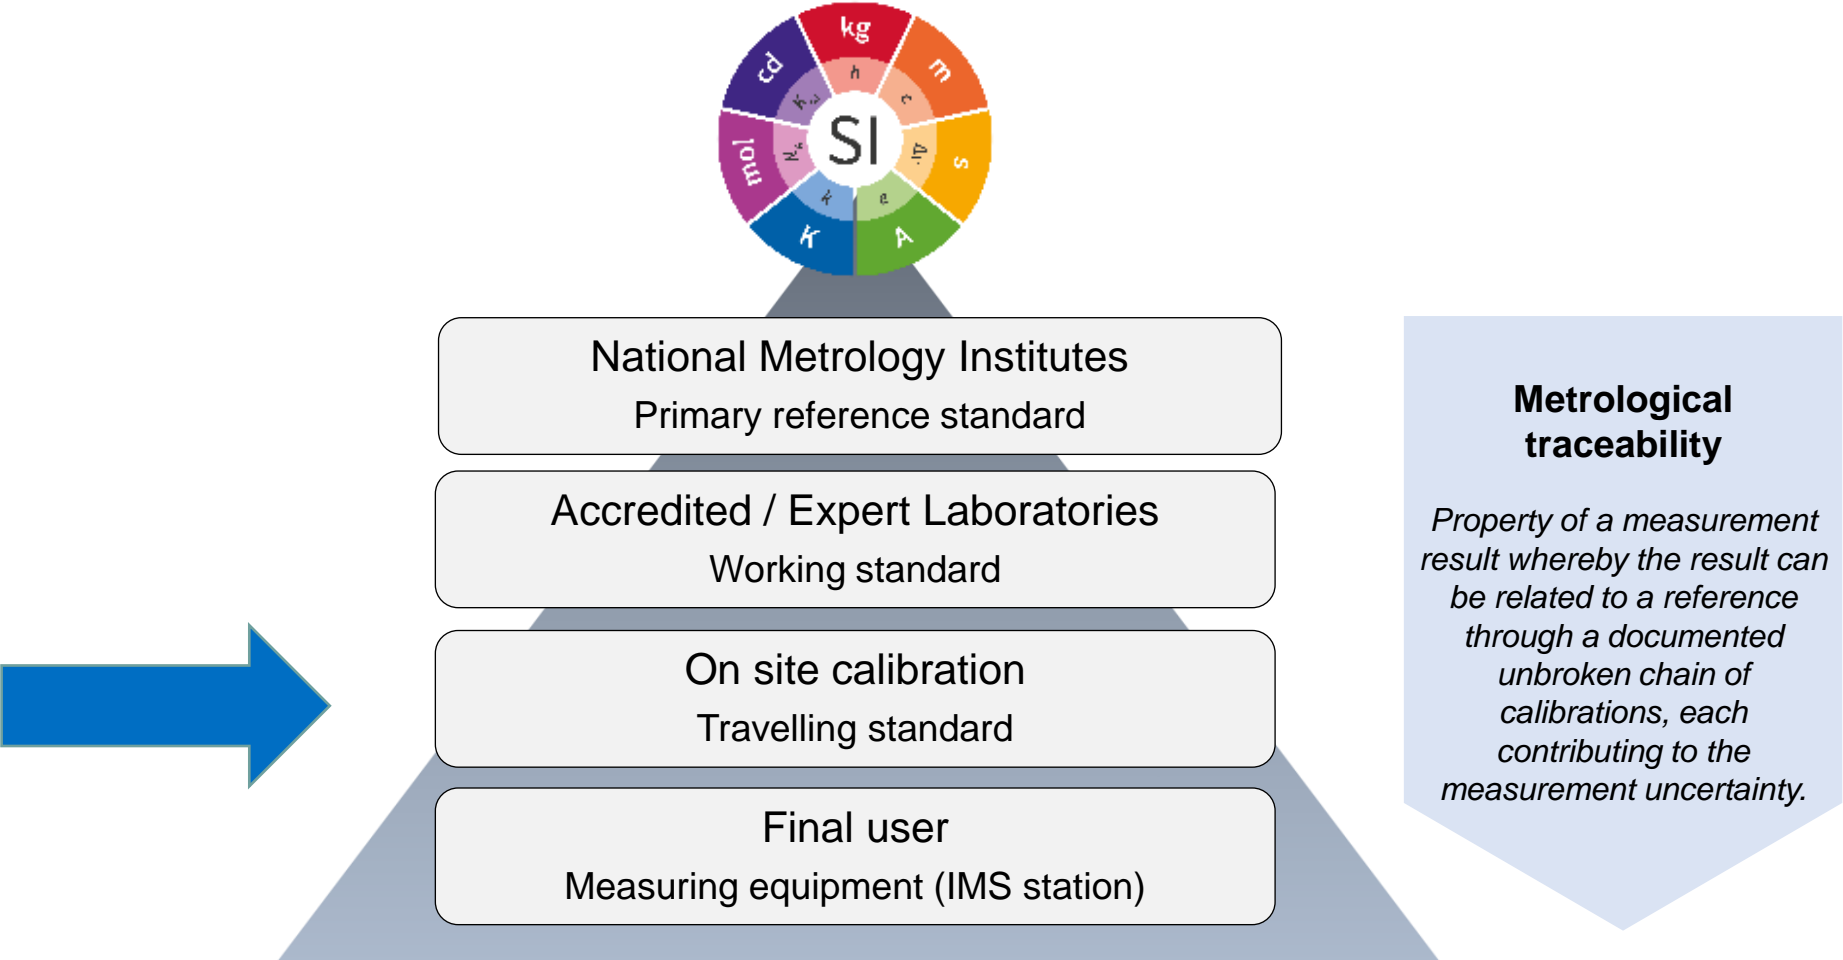 kg
m
s
A
K
mol
cd
h
c
e
k
SI
National Metrology Institutes
Primary reference standard
Accredited / Expert Laboratories
Working standard
On site calibration
Travelling standard
Final user
Measuring equipment (IMS station)
Metrological
traceability
Property of a measurement
result whereby the result can
be related to a reference
through a documented
unbroken chain of
calibrations, each
contributing to the
measurement uncertainty.